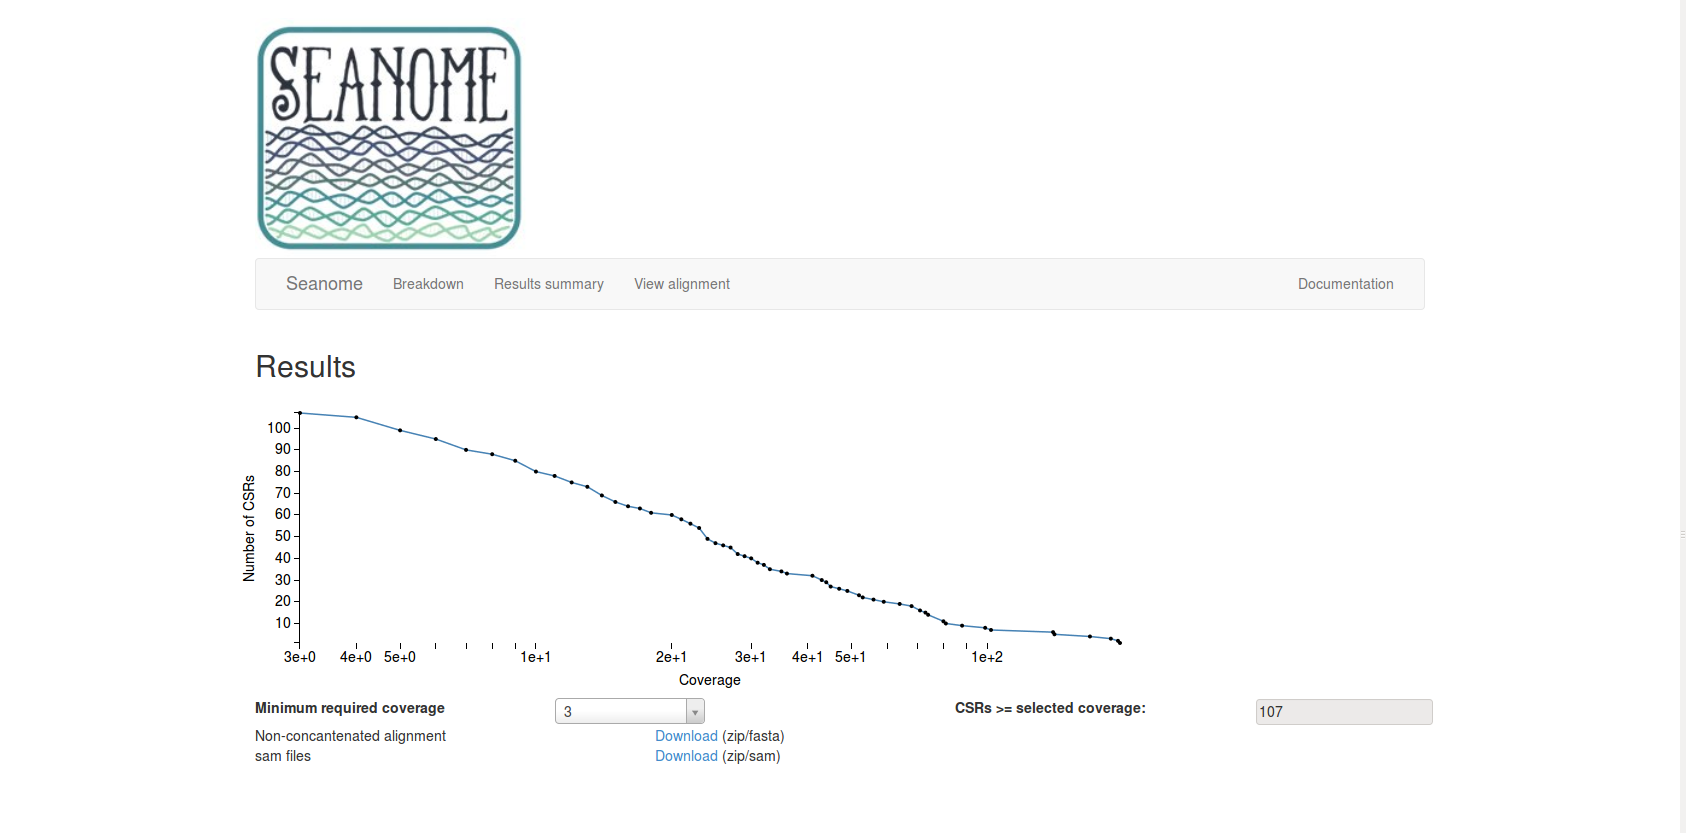 SEANOME
Seanome Breakdown Results summary View alignment Documentation
Results
100
90
80
70
60
50
40
30
20
10
Number of CSRs
3e+0 4e+0 5e+0 1e+1 2e+1 3e+1 4e+1 5e+1 1e+2
Coverage
Minimum required coverage 3 CSRs >= selected coverage: 107
Non-concantenated alignment Download (zip/fasta)
sam files Download (zip/sam)